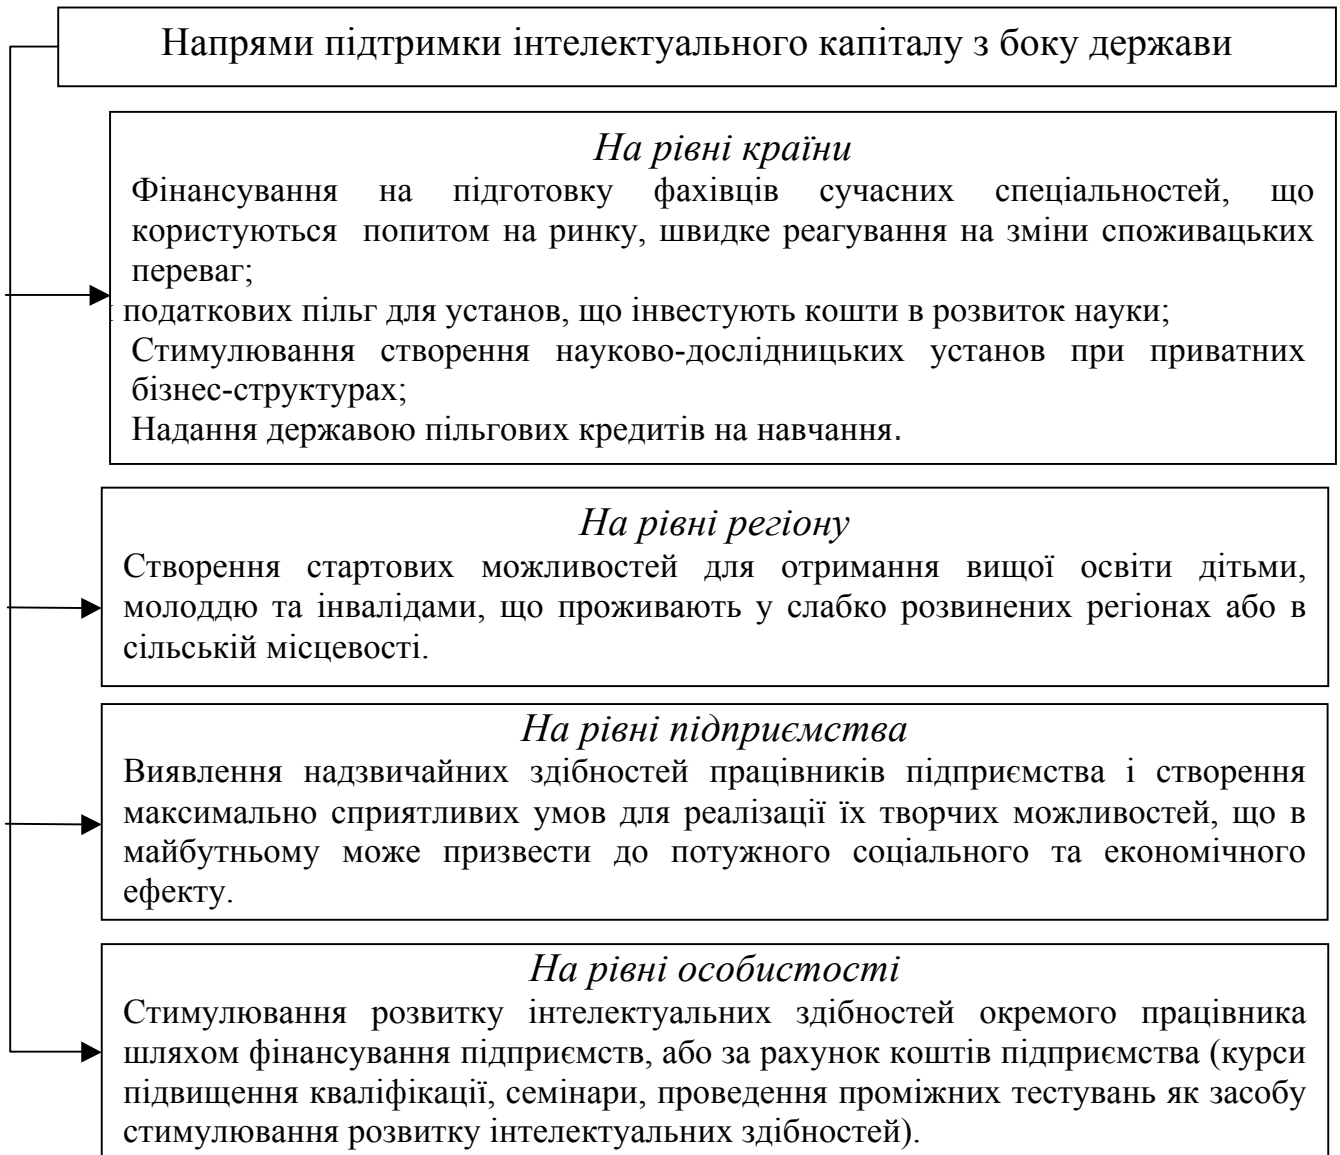 Напрями підтримки інтелектуального капіталу з боку держави
На рівні країни
Фінансування на підготовку фахівців сучасних спеціальностей, що
користуються попитом на ринку, швидке реагування на зміни споживацьких
переваг;
податкових пільг для установ, що інвестують кошти в розвиток науки;
Стимулювання створення науково-дослідницьких установ при приватних
бізнес-структурах;
Надання державою пільгових кредитів на навчання.
На рівні регіону
Створення стартових можливостей для отримання вищої освіти дітьми,
молоддю та інвалідами, що проживають у слабко розвинених регіонах або в
сільській місцевості.
На рівні підприємства
Виявлення надзвичайних здібностей працівників підприємства і створення
максимально сприятливих умов для реалізації їх творчих можливостей, що в
майбутньому може призвести до потужного соціального та економічного
ефекту.
На рівні особистості
Стимулювання розвитку інтелектуальних здібностей окремого працівника
шляхом фінансування підприємств, або за рахунок коштів підприємства (курси
підвищення кваліфікації, семінари, проведення проміжних тестувань як засобу
стимулювання розвитку інтелектуальних здібностей).